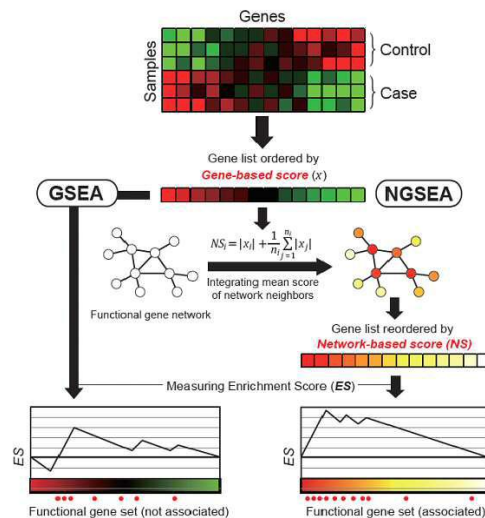 Genes
Samples
Control
Case
Gene list ordered by
Gene-based score (x)
GSEA
NGSEA
NSᵢ = |xᵢ| + 1/nᵢ ∑ⱼ₌₁ⁿⁱ |xⱼ|
Integrating mean score
of network neighbors
Functional gene network
Gene list reordered by
Network-based score (NS)
Measuring Enrichment Score (ES)
ES
Functional gene set (not associated)
ES
Functional gene set (associated)